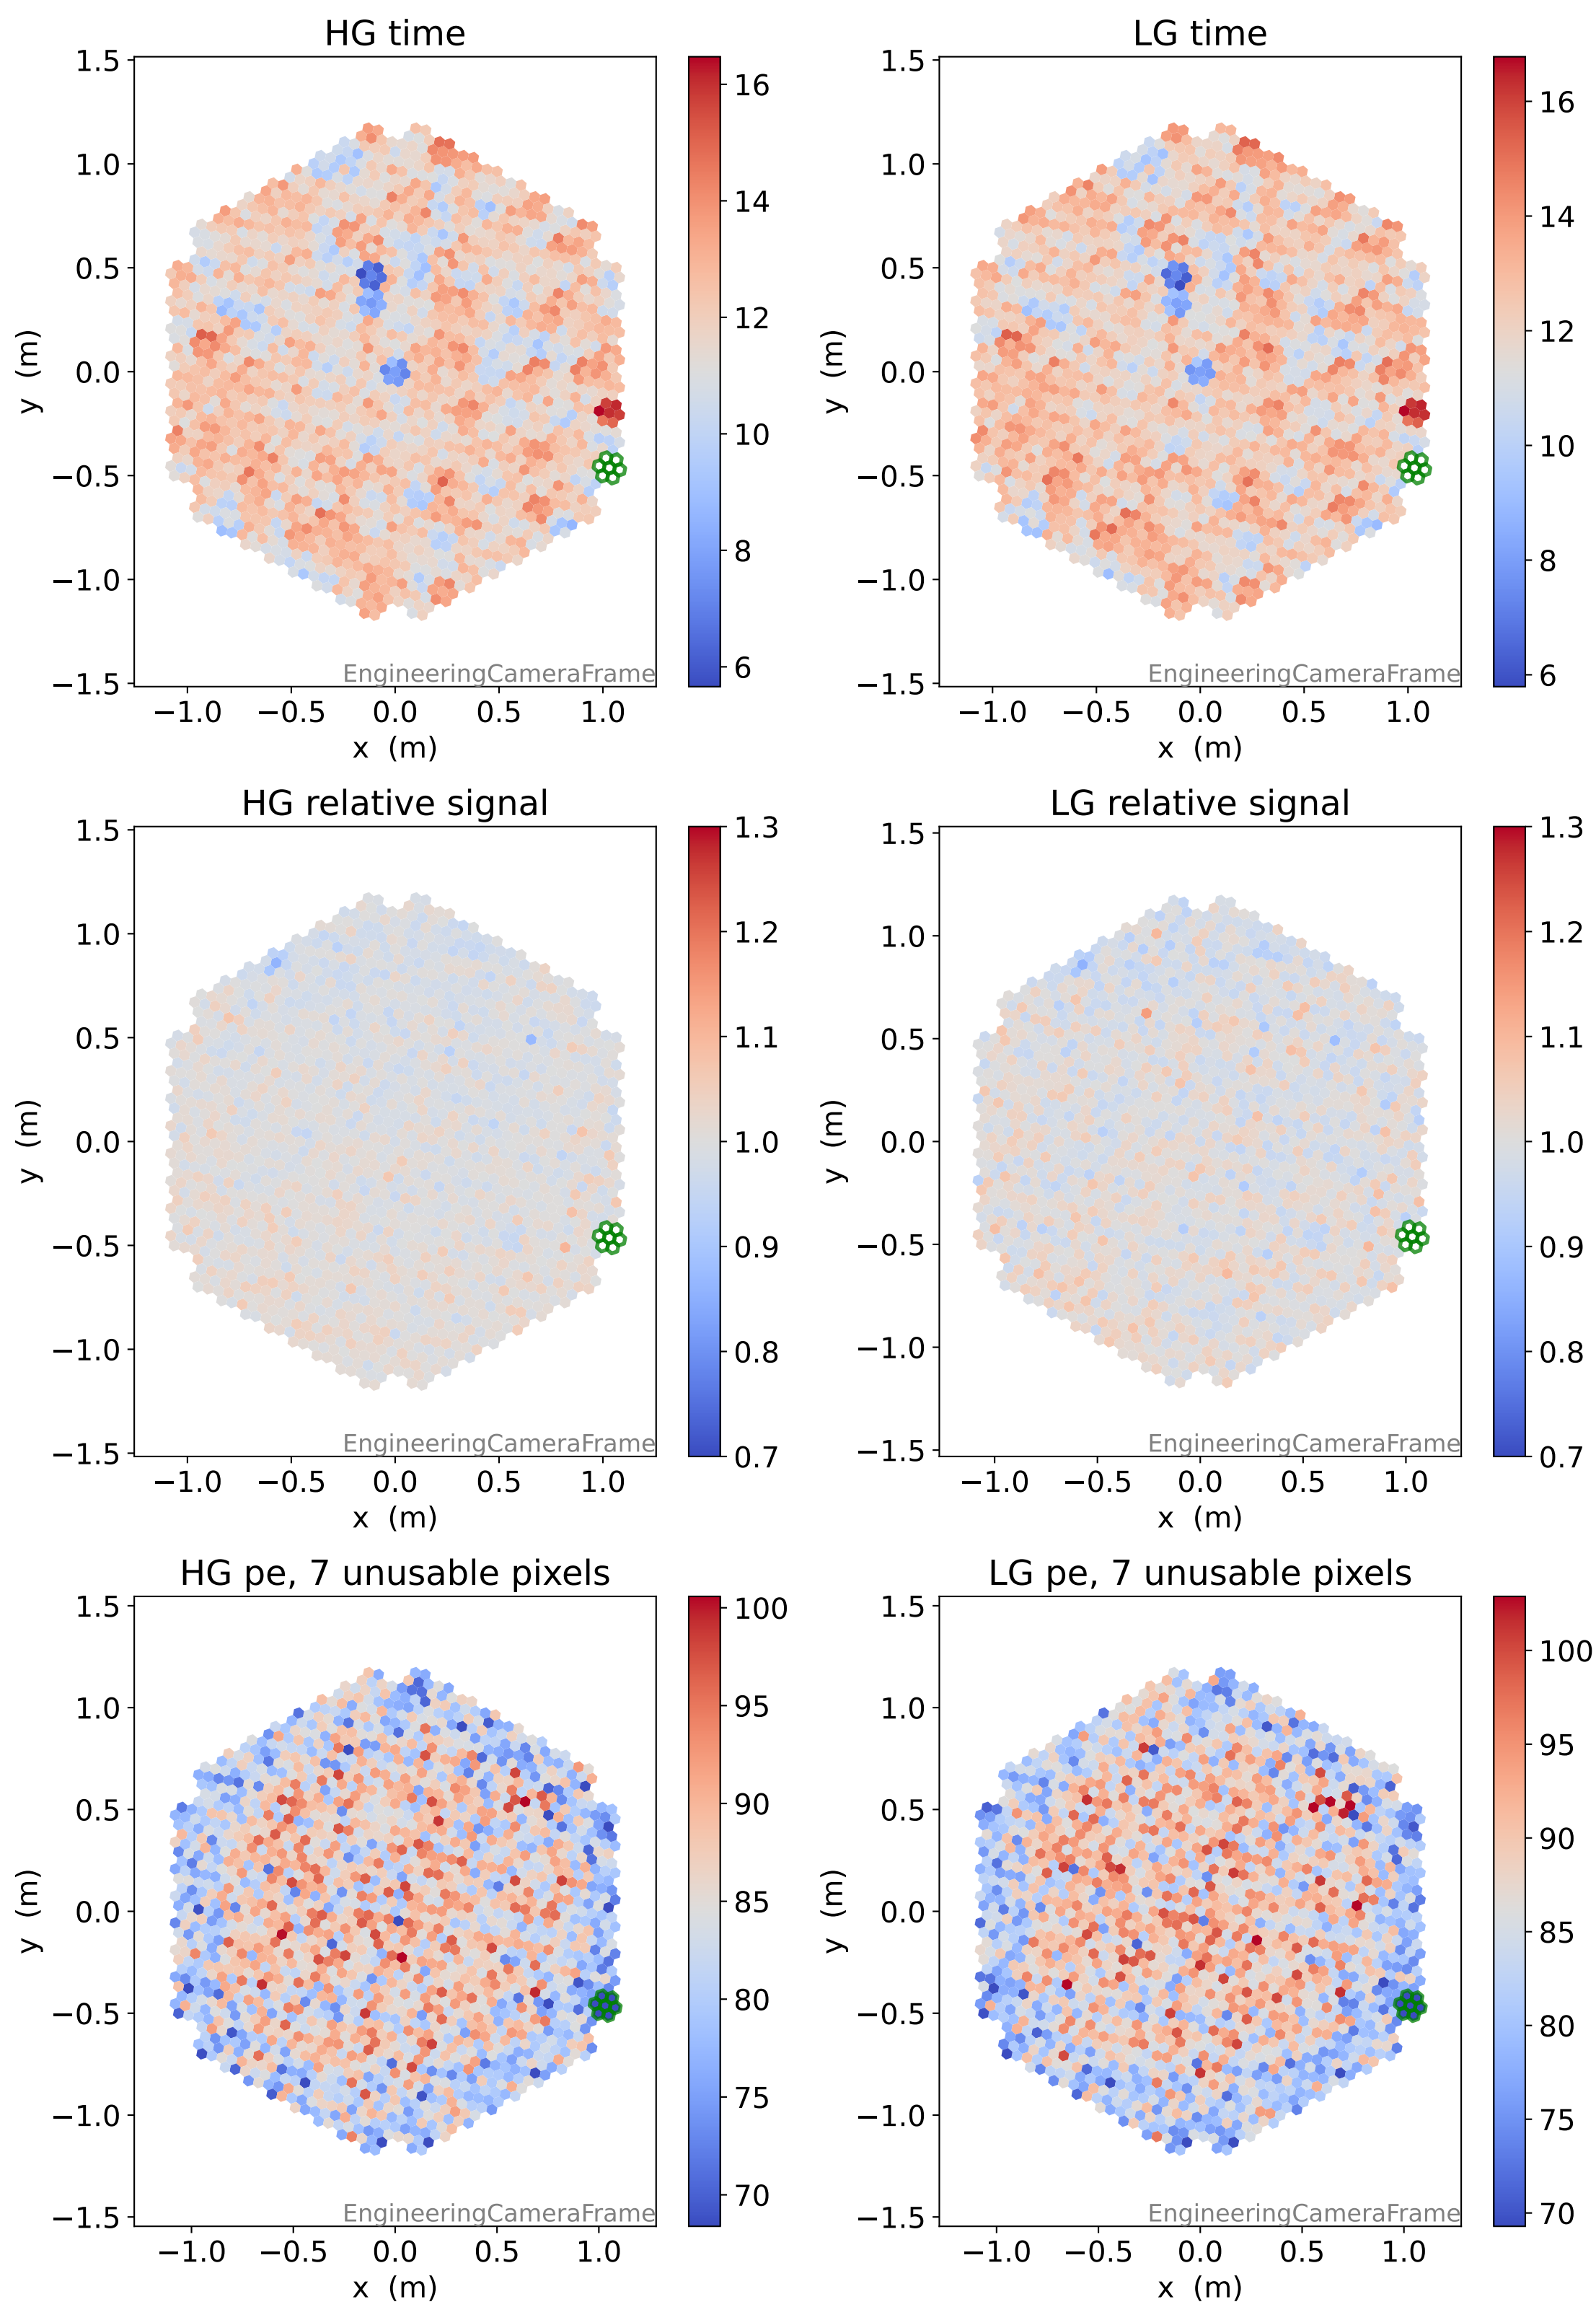 HG time
LG time
1.5
1.0
0.5
0.0
−0.5
−1.0
−1.5
y (m)
−1.0 −0.5 0.0 0.5 1.0
x (m)
EngineeringCameraFrame
16
14
12
10
8
6
1.5
1.0
0.5
0.0
−0.5
−1.0
−1.5
y (m)
−1.0 −0.5 0.0 0.5 1.0
x (m)
EngineeringCameraFrame
16
14
12
10
8
6
HG relative signal
LG relative signal
1.5
1.0
0.5
0.0
−0.5
−1.0
−1.5
y (m)
−1.0 −0.5 0.0 0.5 1.0
x (m)
EngineeringCameraFrame
1.3
1.2
1.1
1.0
0.9
0.8
0.7
1.5
1.0
0.5
0.0
−0.5
−1.0
−1.5
y (m)
−1.0 −0.5 0.0 0.5 1.0
x (m)
EngineeringCameraFrame
1.3
1.2
1.1
1.0
0.9
0.8
0.7
HG pe, 7 unusable pixels
LG pe, 7 unusable pixels
1.5
1.0
0.5
0.0
−0.5
−1.0
−1.5
y (m)
−1.0 −0.5 0.0 0.5 1.0
x (m)
EngineeringCameraFrame
100
95
90
85
80
75
70
1.5
1.0
0.5
0.0
−0.5
−1.0
−1.5
y (m)
−1.0 −0.5 0.0 0.5 1.0
x (m)
EngineeringCameraFrame
100
95
90
85
80
75
70